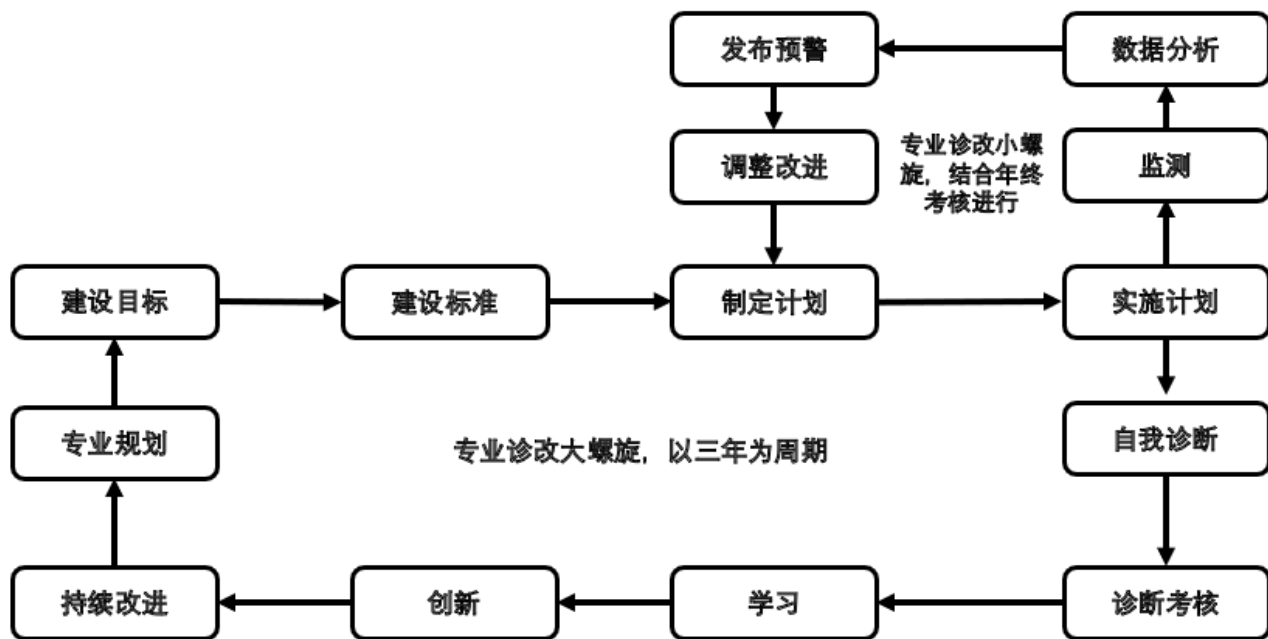 发布预警
数据分析
调整改进
专业诊改小螺
旋，结合年终
考核进行
监测
建设目标
建设标准
制定计划
实施计划
专业规划
专业诊改大螺旋，以三年为周期
自我诊断
持续改进
创新
学习
诊断考核